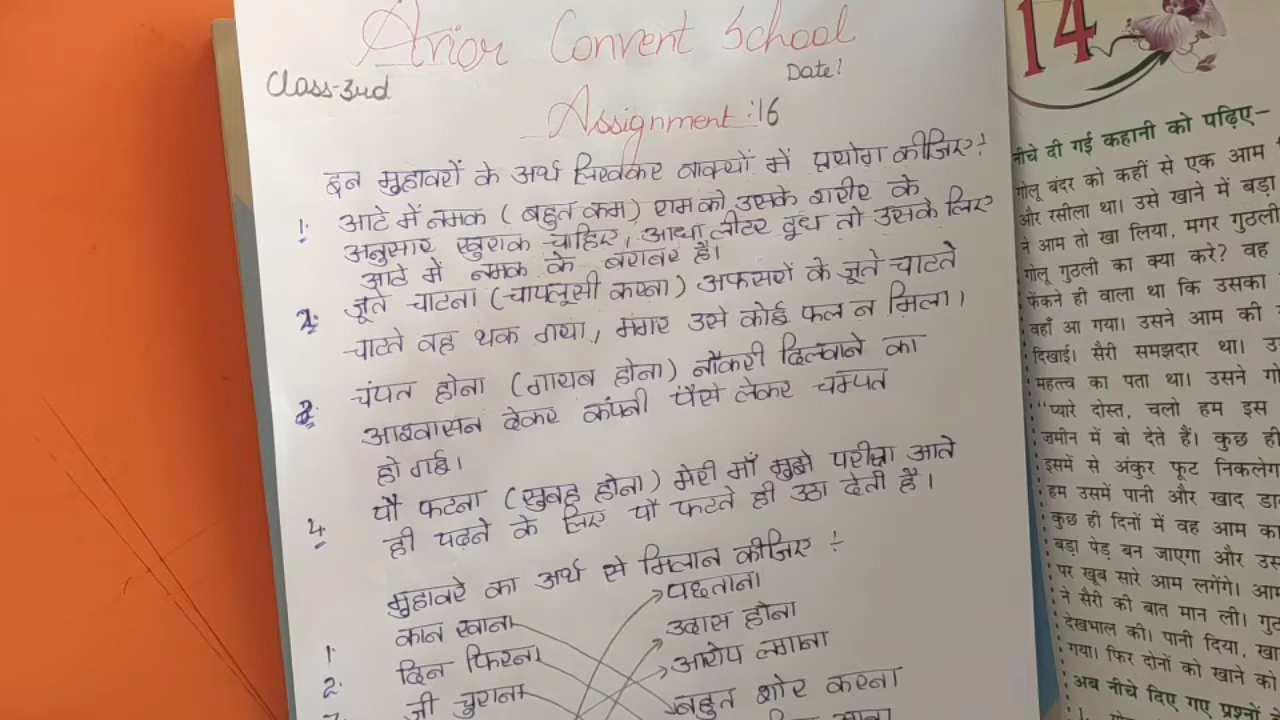 Arior Convent School
Class-3rd
Date!
Assignment :16
इन मुहावरों के अर्थ लिखकर वाक्यों में प्रयोग कीजिए :-
1. आटे में नमक ( बहुत कम) राम को उसके शरीर के
अनुसार खुराक चाहिए, आधा लीटर दूध तो उसके लिए
आटे में नमक के बराबर है।
2. जूते चाटना (चापलूसी करना) अफसरों के जूते चाटते
चाटते वह थक गया, मगर उसे कोई फल न मिला।
3. चंपत होना (गायब होना) नौकरी दिलवाने का
आश्वासन देकर कंपनी पैसे लेकर चम्पत
हो गई।
4. पौ फटना (सुबह होना) मेरी माँ मुझे परीक्षा आते
ही पढ़ने के लिए पौ फटते ही उठा देती है।
मुहावरे का अर्थ से मिलान कीजिए :-
1. कान खाना
पछताना
2. दिन फिरना
उदास होना
जी चुराना
आरोप लगाना
बहुत शोर करना
14
नीचे दी गई कहानी को पढ़िए–
गोलू बंदर को कहीं से एक आम
और रसीला था। उसे खाने में बड़ा
ने आम तो खा लिया, मगर गुठली
गोलू गुठली का क्या करे? वह
फेंकने ही वाला था कि उसका
वहाँ आ गया। उसने आम की
दिखाई। सैरी समझदार था।
महत्त्व का पता था। उसने
"प्यारे दोस्त, चलो हम इस
जमीन में बो देते हैं। कुछ ही
इसमें से अंकुर फूट निकलेगा
हम उसमें पानी और खाद
कुछ ही दिनों में वह आम का
बड़ा पेड़ बन जाएगा और
पर खूब सारे आम लगेंगे।
ने सैरी की बात मान ली।
देखभाल की। पानी दिया,
गया। फिर दोनों को खाने को
अब नीचे दिए गए प्रश्नों